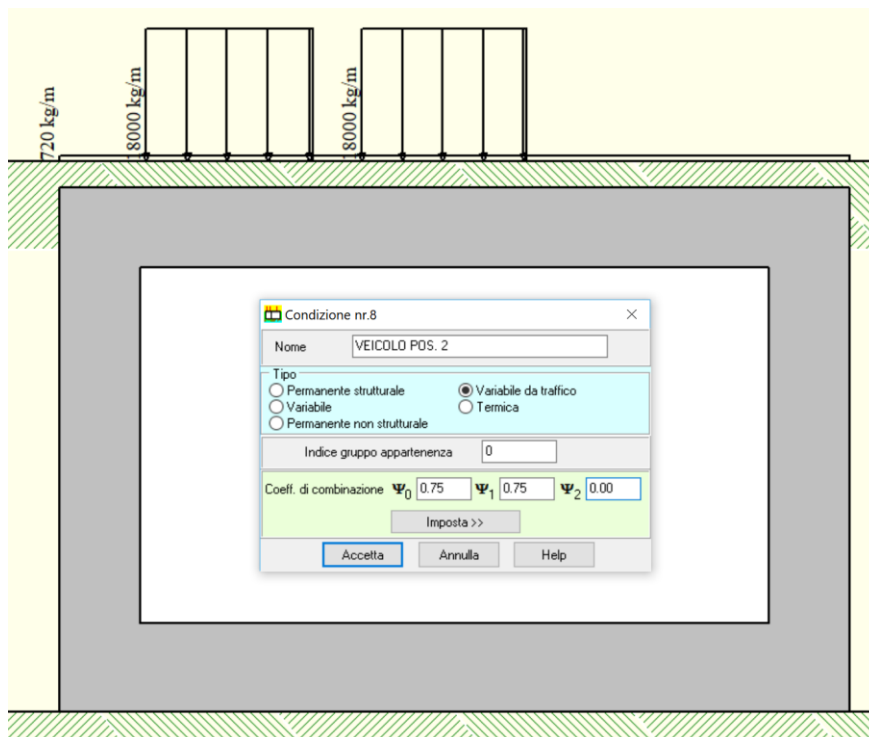 720 kg/m
18000 kg/m
18000 kg/m
Condizione nr.8
Nome VEICOLO POS. 2
Tipo
Permanente strutturale Variabile da traffico
Variabile Termica
Permanente non strutturale
Indice gruppo appartenenza 0
Coeff. di combinazione Ψ0 0.75 Ψ1 0.75 Ψ2 0.00
Imposta >>
Accetta Annulla Help